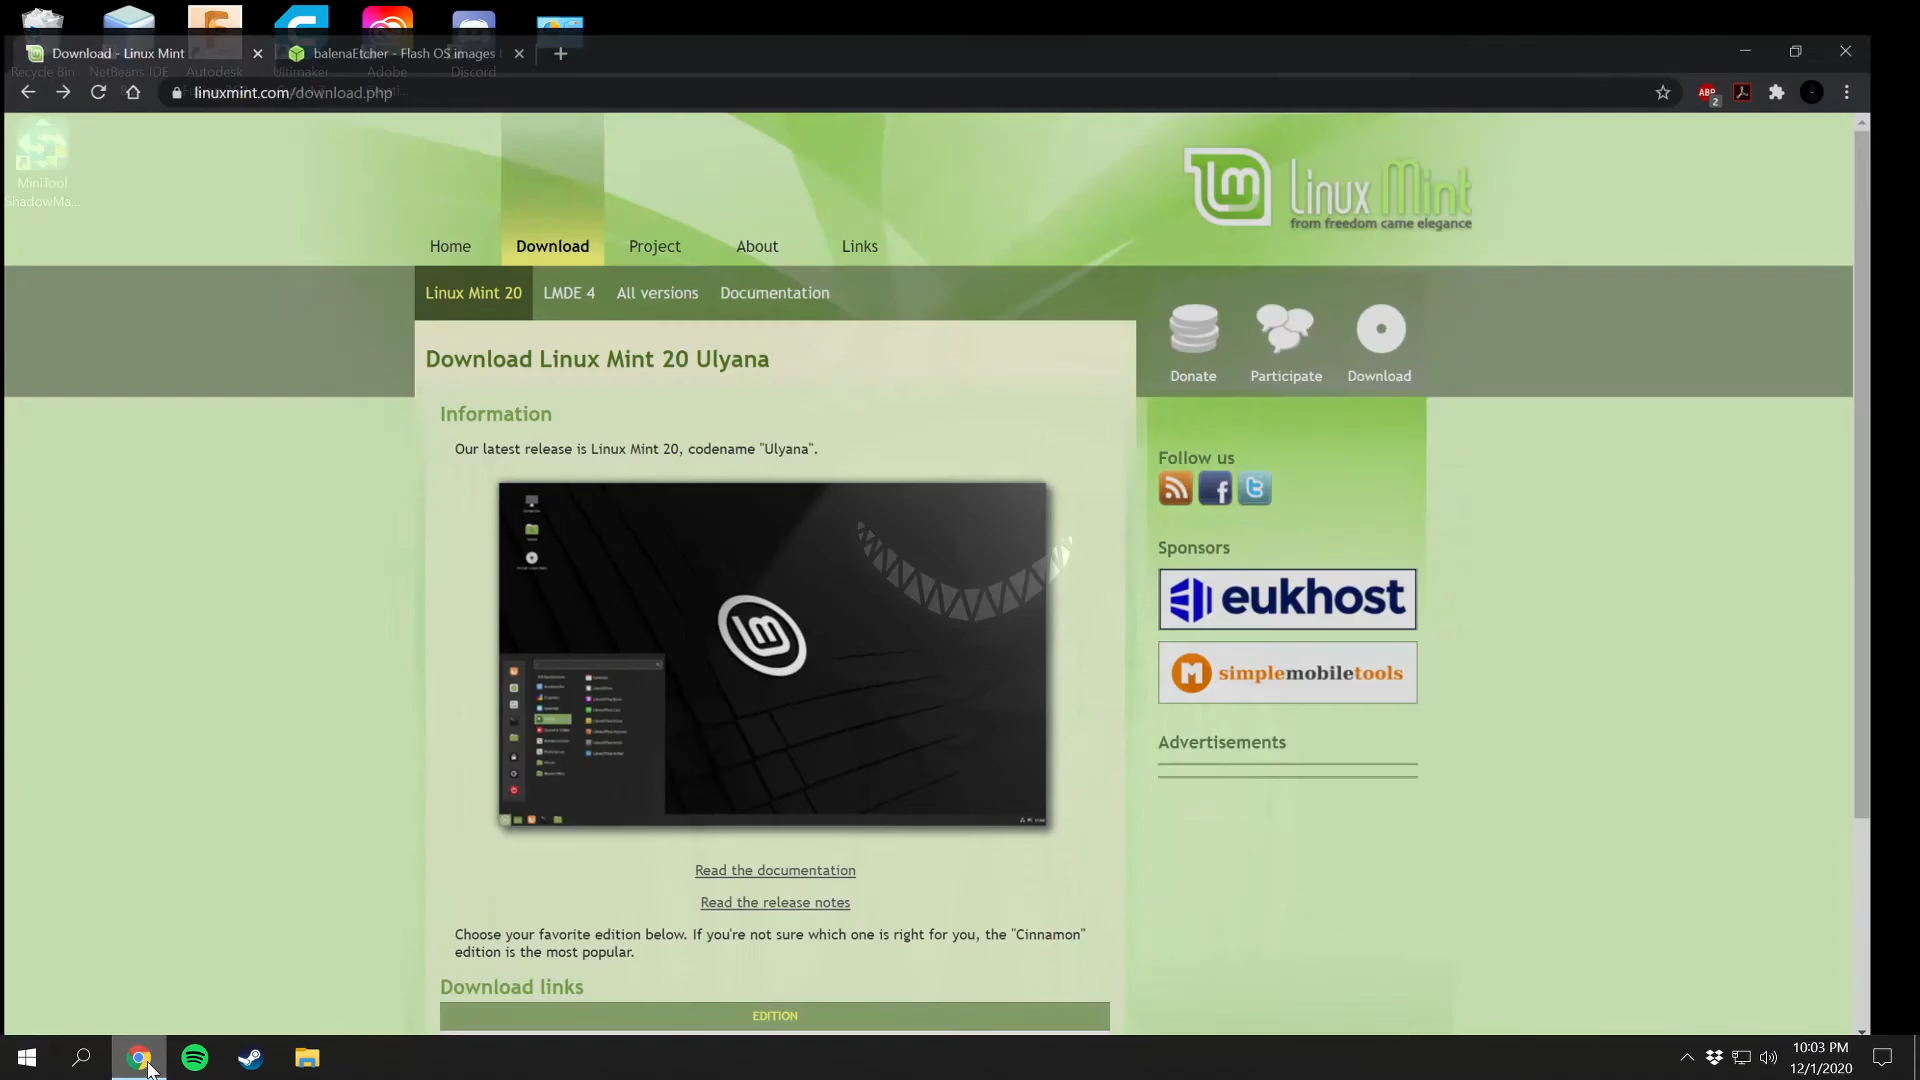 Recycle Bin
NetBeans IDE
Autodesk
Ultimaker
Adobe
Discord
Download - Linux Mint
balenaEtcher - Flash OS images
linuxmint.com/download.php
ABP
2
MiniTool
ShadowMa...
Linux Mint
from freedom came elegance
Home
Download
Project
About
Links
Linux Mint 20
LMDE 4
All versions
Documentation
Donate
Participate
Download
Download Linux Mint 20 Ulyana
Information
Our latest release is Linux Mint 20, codename "Ulyana".
Read the documentation
Read the release notes
Choose your favorite edition below. If you're not sure which one is right for you, the "Cinnamon"
edition is the most popular.
Download links
EDITION
Follow us
Sponsors
eukhost
simplemobiletools
Advertisements
10:03 PM
12/1/2020